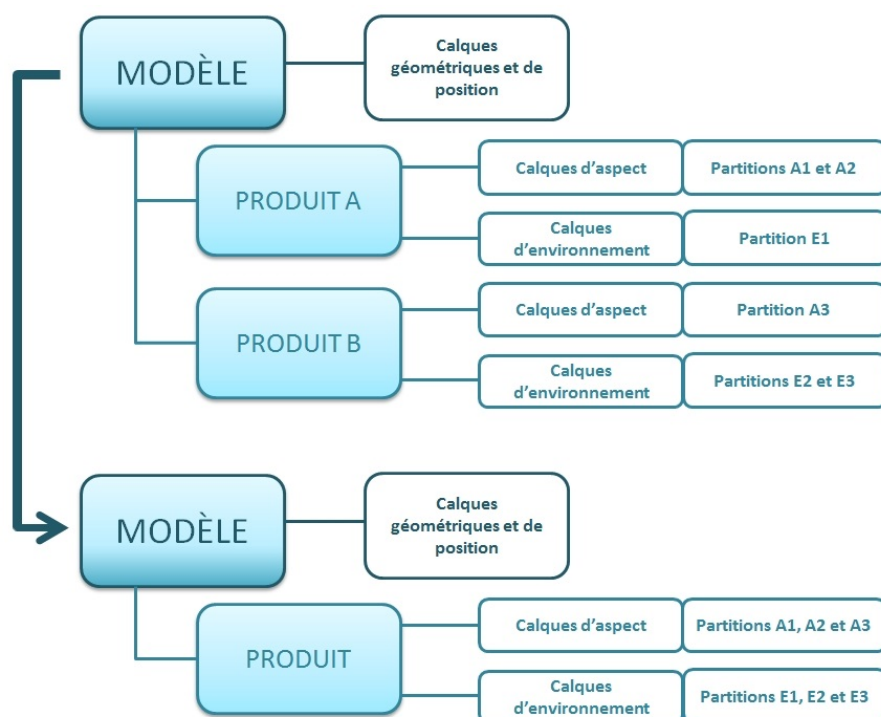 MODÈLE
Calques
géométriques et de
position
PRODUIT A
Calques d'aspect
Partitions A1 et A2
Calques
d'environnement
Partition E1
PRODUIT B
Calques d'aspect
Partition A3
Calques
d'environnement
Partitions E2 et E3
MODÈLE
Calques
géométriques et de
position
PRODUIT
Calques d'aspect
Partitions A1, A2 et A3
Calques
d'environnement
Partitions E1, E2 et E3